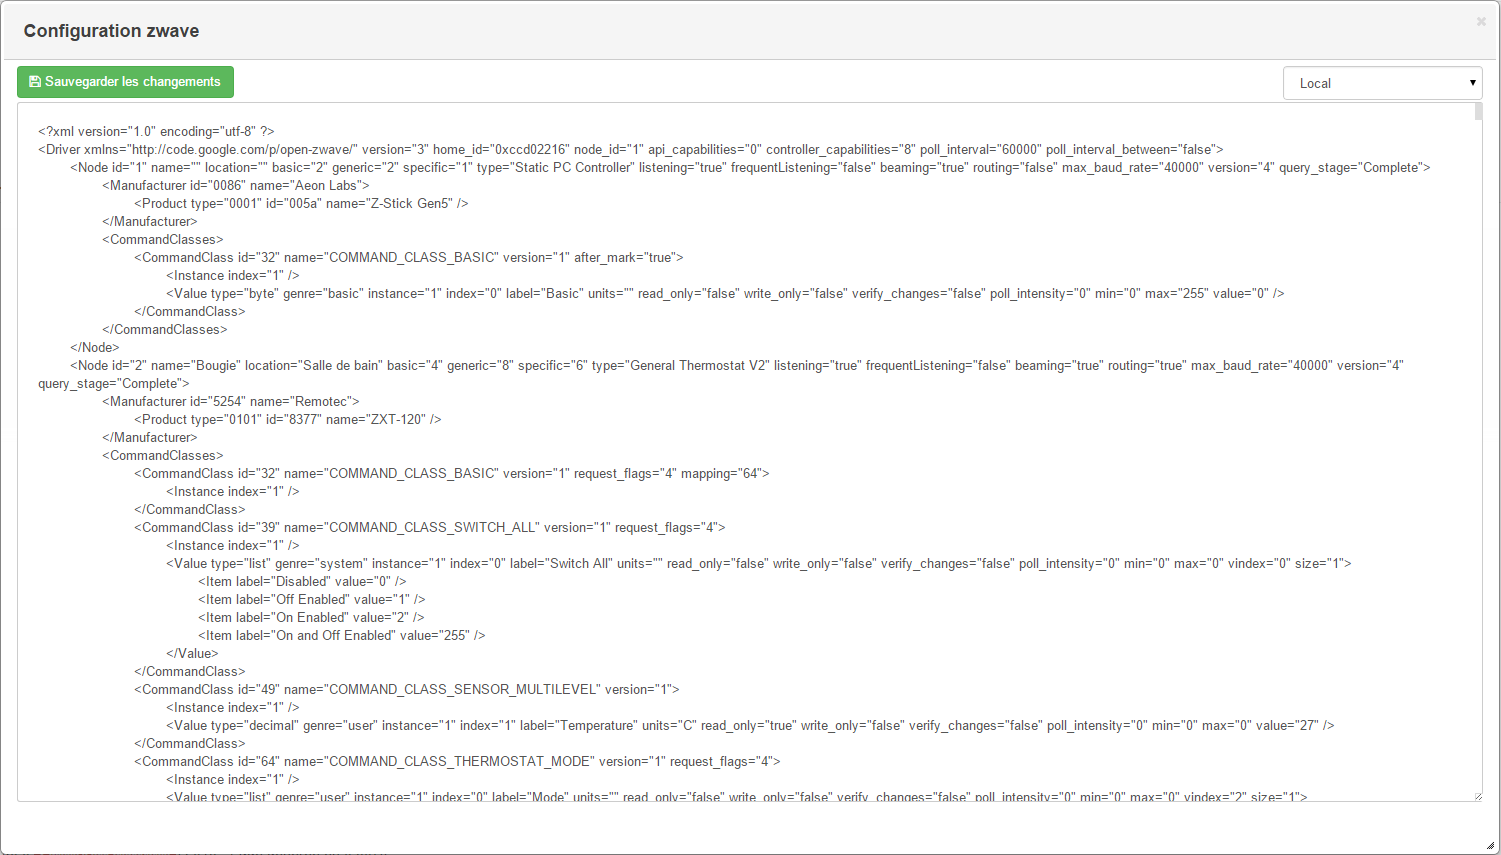 Configuration zwave
×
Sauvegarder les changements
Local
<?xml version="1.0" encoding="utf-8" ?>
<Driver xmlns="http://code.google.com/p/open-zwave/" version="3" home_id="0xccd02216" node_id="1" api_capabilities="0" controller_capabilities="8" poll_interval="60000" poll_interval_between="false">
<Node id="1" name="" location="" basic="2" generic="2" specific="1" type="Static PC Controller" listening="true" frequentListening="false" beaming="true" routing="false" max_baud_rate="40000" version="4" query_stage="Complete">
<Manufacturer id="0086" name="Aeon Labs">
<Product type="0001" id="005a" name="Z-Stick Gen5" />
</Manufacturer>
<CommandClasses>
<CommandClass id="32" name="COMMAND_CLASS_BASIC" version="1" after_mark="true">
<Instance index="1" />
<Value type="byte" genre="basic" instance="1" index="0" label="Basic" units="" read_only="false" write_only="false" verify_changes="false" poll_intensity="0" min="0" max="255" value="0" />
</CommandClass>
</CommandClasses>
</Node>
<Node id="2" name="Bougie" location="Salle de bain" basic="4" generic="8" specific="6" type="General Thermostat V2" listening="true" frequentListening="false" beaming="true" routing="true" max_baud_rate="40000" version="4"
query_stage="Complete">
<Manufacturer id="5254" name="Remotec">
<Product type="0101" id="8377" name="ZXT-120" />
</Manufacturer>
<CommandClasses>
<CommandClass id="32" name="COMMAND_CLASS_BASIC" version="1" request_flags="4" mapping="64">
<Instance index="1" />
</CommandClass>
<CommandClass id="39" name="COMMAND_CLASS_SWITCH_ALL" version="1" request_flags="4">
<Instance index="1" />
<Value type="list" genre="system" instance="1" index="0" label="Switch All" units="" read_only="false" write_only="false" verify_changes="false" poll_intensity="0" min="0" max="0" vindex="0" size="1">
<Item label="Disabled" value="0" />
<Item label="Off Enabled" value="1" />
<Item label="On Enabled" value="2" />
<Item label="On and Off Enabled" value="255" />
</Value>
</CommandClass>
<CommandClass id="49" name="COMMAND_CLASS_SENSOR_MULTILEVEL" version="1">
<Instance index="1" />
<Value type="decimal" genre="user" instance="1" index="1" label="Temperature" units="C" read_only="true" write_only="false" verify_changes="false" poll_intensity="0" min="0" max="0" value="27" />
</CommandClass>
<CommandClass id="64" name="COMMAND_CLASS_THERMOSTAT_MODE" version="1" request_flags="4">
<Instance index="1" />
<Value type="list" genre="user" instance="1" index="0" label="Mode" units="" read_only="false" write_only="false" verify_changes="false" poll_intensity="0" min="0" max="0" vindex="2" size="1">